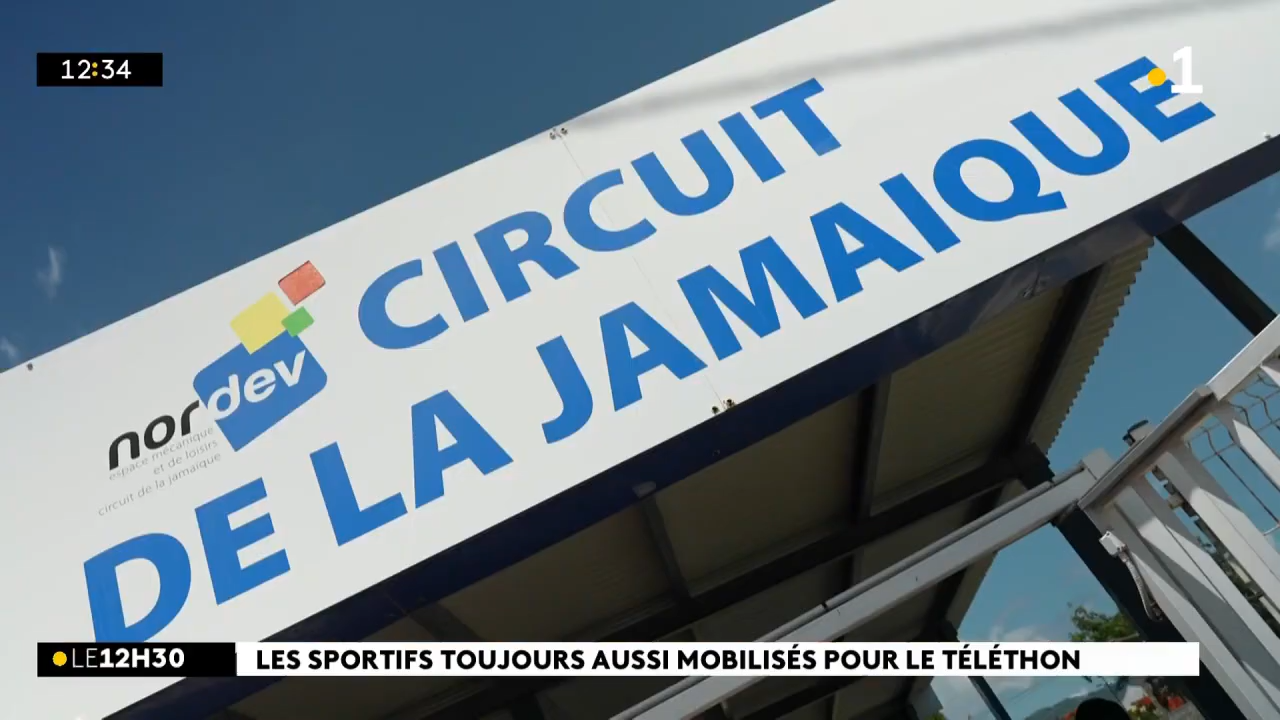 12:34
1
CIRCUIT
DE LA JAMAIQUE
nordev
espace mécanique
et de loisirs
circuit de la jamaïque
LE12H30
LES SPORTIFS TOUJOURS AUSSI MOBILISÉS POUR LE TÉLÉTHON